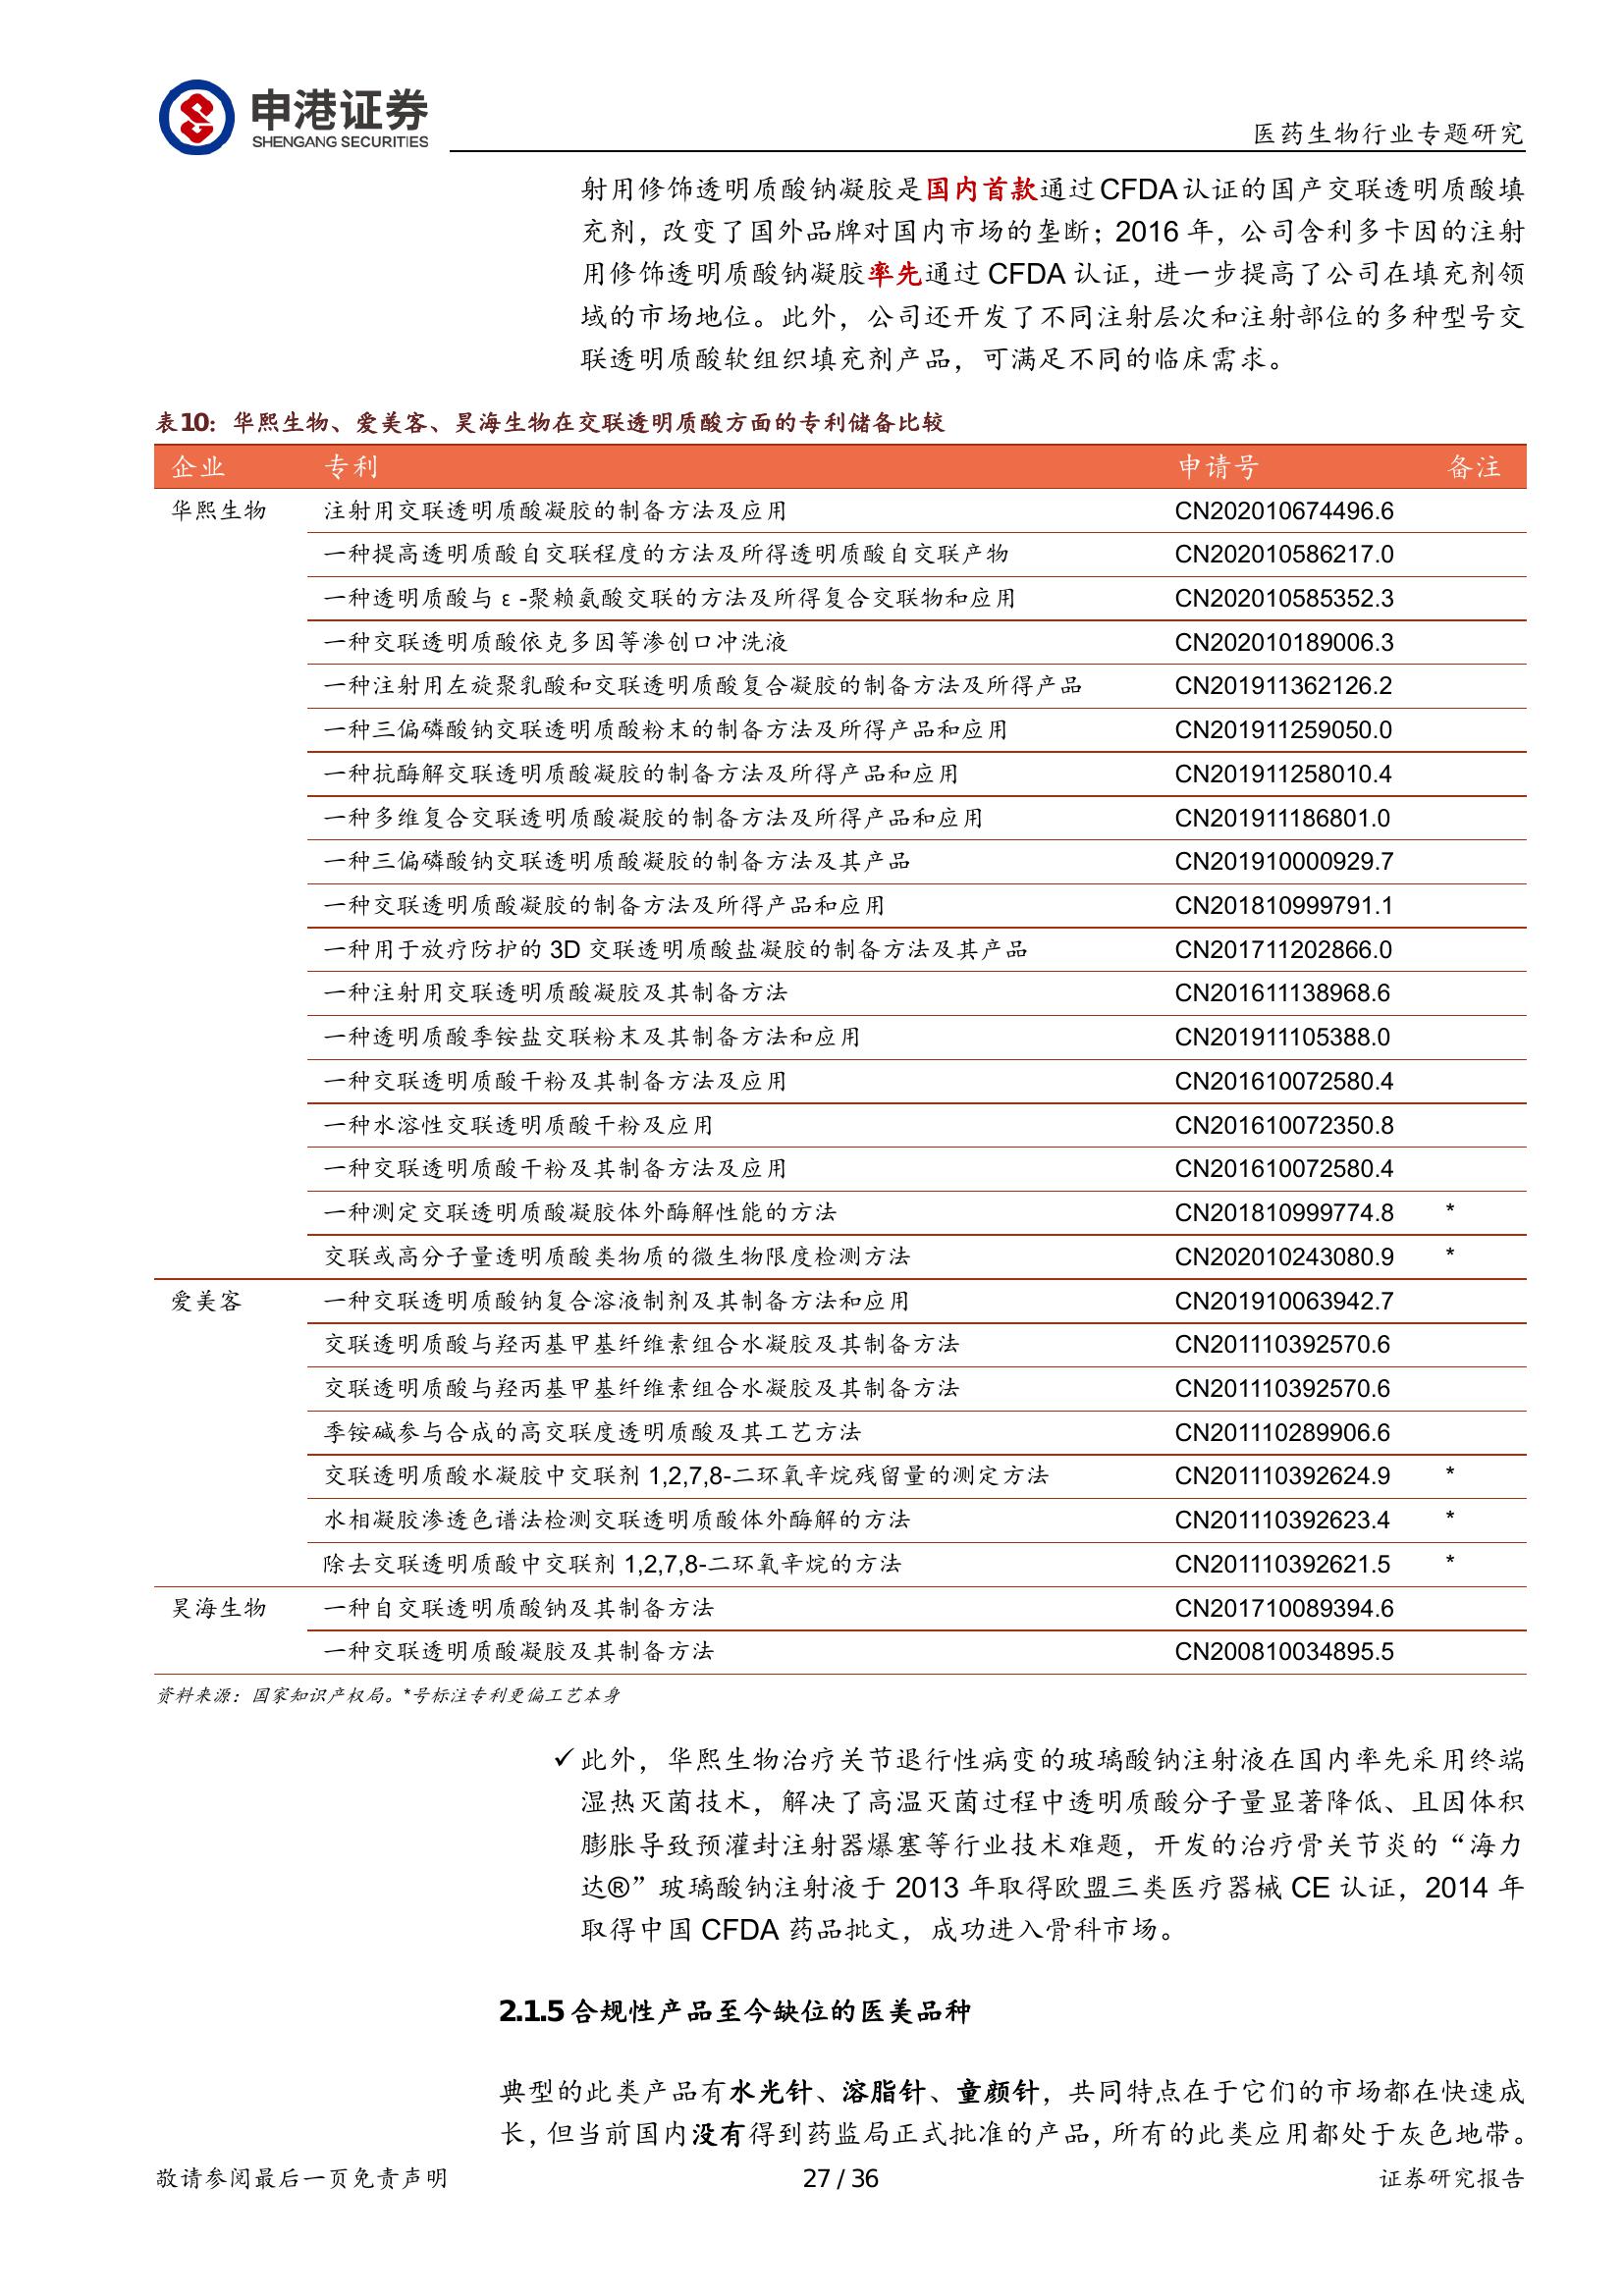 申港证券
SHENGANG SECURITIES
医药生物行业专题研究
射用修饰透明质酸钠凝胶是国内首款通过CFDA认证的国产交联透明质酸填
充剂，改变了国外品牌对国内市场的垄断；2016 年，公司含利多卡因的注射
用修饰透明质酸钠凝胶率先通过 CFDA 认证，进一步提高了公司在填充剂领
域的市场地位。此外，公司还开发了不同注射层次和注射部位的多种型号交
联透明质酸软组织填充剂产品，可满足不同的临床需求。
表10：华熙生物、爱美客、昊海生物在交联透明质酸方面的专利储备比较
企业 专利 申请号 备注
华熙生物 注射用交联透明质酸凝胶的制备方法及应用 CN202010674496.6
一种提高透明质酸自交联程度的方法及所得透明质酸自交联产物 CN202010586217.0
一种透明质酸与 ε -聚赖氨酸交联的方法及所得复合交联物和应用 CN202010585352.3
一种交联透明质酸依克多因等渗创口冲洗液 CN202010189006.3
一种注射用左旋聚乳酸和交联透明质酸复合凝胶的制备方法及所得产品 CN201911362126.2
一种三偏磷酸钠交联透明质酸粉末的制备方法及所得产品和应用 CN201911259050.0
一种抗酶解交联透明质酸凝胶的制备方法及所得产品和应用 CN201911258010.4
一种多维复合交联透明质酸凝胶的制备方法及所得产品和应用 CN201911186801.0
一种三偏磷酸钠交联透明质酸凝胶的制备方法及其产品 CN201910000929.7
一种交联透明质酸凝胶的制备方法及所得产品和应用 CN201810999791.1
一种用于放疗防护的 3D 交联透明质酸盐凝胶的制备方法及其产品 CN201711202866.0
一种注射用交联透明质酸凝胶及其制备方法 CN201611138968.6
一种透明质酸季铵盐交联粉末及其制备方法和应用 CN201911105388.0
一种交联透明质酸干粉及其制备方法及应用 CN201610072580.4
一种水溶性交联透明质酸干粉及应用 CN201610072350.8
一种交联透明质酸干粉及其制备方法及应用 CN201610072580.4
一种测定交联透明质酸凝胶体外酶解性能的方法 CN201810999774.8 *
交联或高分子量透明质酸类物质的微生物限度检测方法 CN202010243080.9 *
爱美客 一种交联透明质酸钠复合溶液制剂及其制备方法和应用 CN201910063942.7
交联透明质酸与羟丙基甲基纤维素组合水凝胶及其制备方法 CN201110392570.6
交联透明质酸与羟丙基甲基纤维素组合水凝胶及其制备方法 CN201110392570.6
季铵碱参与合成的高交联度透明质酸及其工艺方法 CN201110289906.6
交联透明质酸水凝胶中交联剂 1,2,7,8-二环氧辛烷残留量的测定方法 CN201110392624.9 *
水相凝胶渗透色谱法检测交联透明质酸体外酶解的方法 CN201110392623.4 *
除去交联透明质酸中交联剂 1,2,7,8-二环氧辛烷的方法 CN201110392621.5 *
昊海生物 一种自交联透明质酸钠及其制备方法 CN201710089394.6
一种交联透明质酸凝胶及其制备方法 CN200810034895.5
资料来源：国家知识产权局。*号标注专利更偏工艺本身
✓此外，华熙生物治疗关节退行性病变的玻璃酸钠注射液在国内率先采用终端
湿热灭菌技术，解决了高温灭菌过程中透明质酸分子量显著降低、且因体积
膨胀导致预灌封注射器爆塞等行业技术难题，开发的治疗骨关节炎的“海力
达®”玻璃酸钠注射液于 2013 年取得欧盟三类医疗器械 CE 认证，2014 年
取得中国 CFDA 药品批文，成功进入骨科市场。
2.1.5 合规性产品至今缺位的医美品种
典型的此类产品有水光针、溶脂针、童颜针，共同特点在于它们的市场都在快速成
长，但当前国内没有得到药监局正式批准的产品，所有的此类应用都处于灰色地带。
敬请参阅最后一页免责声明 27 / 36 证券研究报告